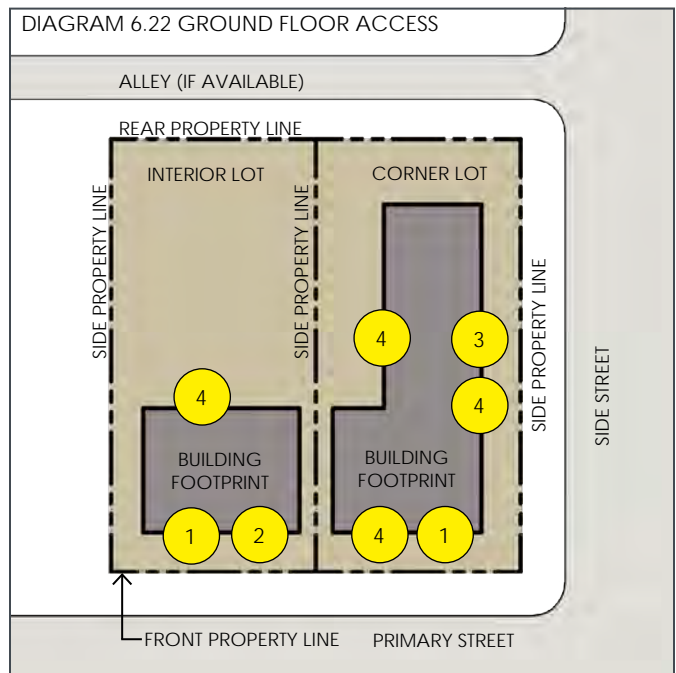 DIAGRAM 6.22 GROUND FLOOR ACCESS
ALLEY (IF AVAILABLE)
REAR PROPERTY LINE
INTERIOR LOT
CORNER LOT
SIDE PROPERTY LINE
SIDE PROPERTY LINE
SIDE PROPERTY LINE
SIDE STREET
4
3
4
4
BUILDING
FOOTPRINT
BUILDING
FOOTPRINT
1
2
4
1
FRONT PROPERTY LINE
PRIMARY STREET